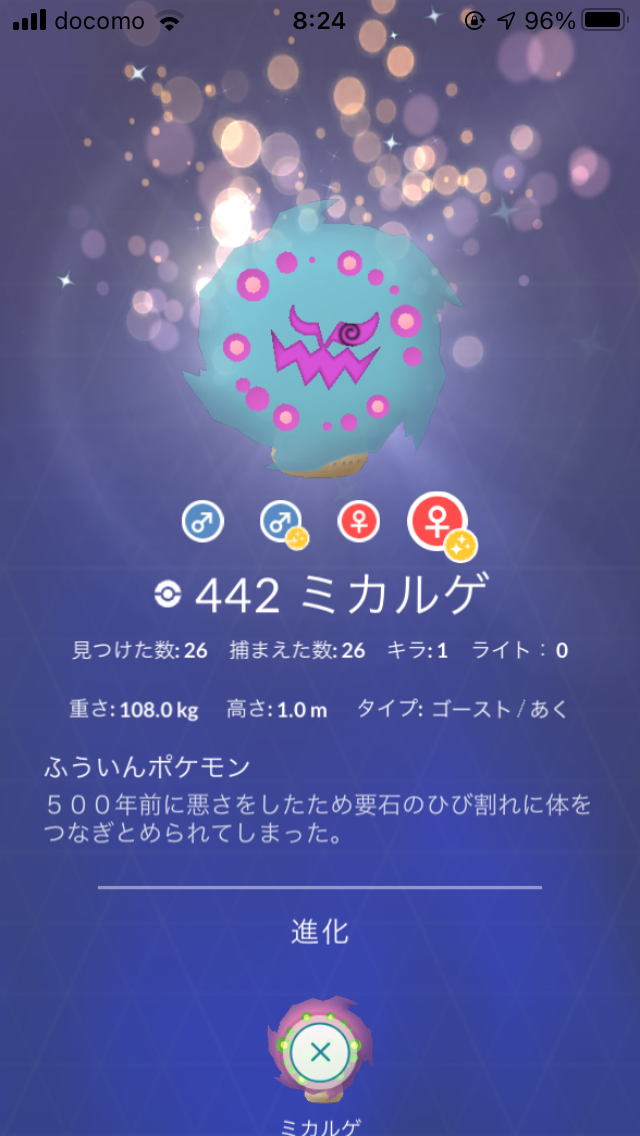 docomo 8:24 96%
442 ミカルゲ
見つけた数: 26 捕まえた数: 26 キラ: 1 ライト： 0
重さ: 108.0 kg 高さ: 1.0 m タイプ: ゴースト / あく
ふういんポケモン
５００年前に悪さをしたため要石のひび割れに体を
つなぎとめられてしまった。
進化
ミカルゲ